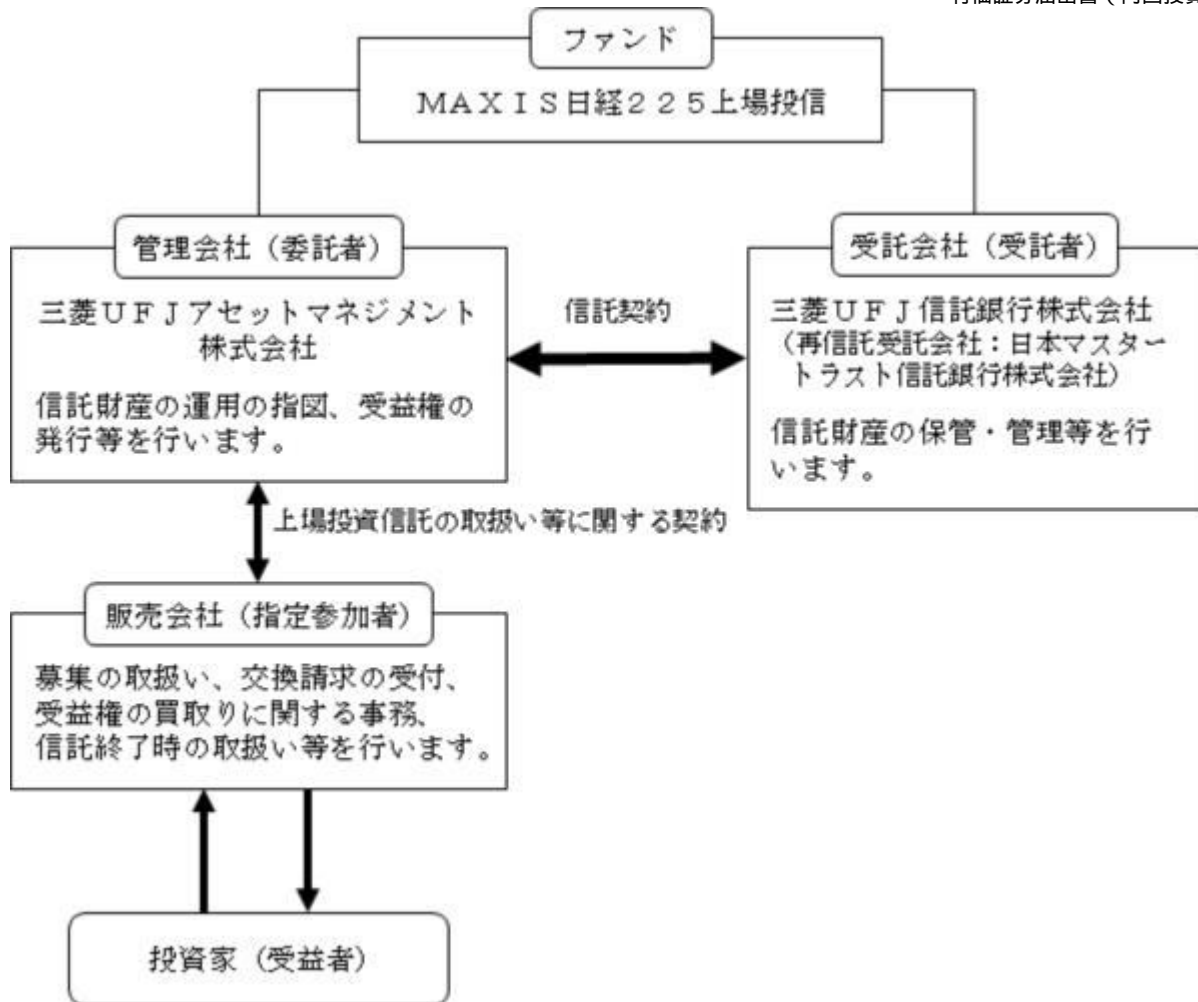 ファンド
ＭＡＸＩＳ日経２２５上場投信
管理会社（委託者）
三菱ＵＦＪアセットマネジメント
株式会社
信託財産の運用の指図、受益権の
発行等を行います。
信託契約
受託会社（受託者）
三菱ＵＦＪ信託銀行株式会社
（再信託受託会社：日本マスター
トラスト信託銀行株式会社）
信託財産の保管・管理等を行
います。
上場投資信託の取扱い等に関する契約
販売会社（指定参加者）
募集の取扱い、交換請求の受付、
受益権の買取りに関する事務、
信託終了時の取扱い等を行います。
投資家（受益者）